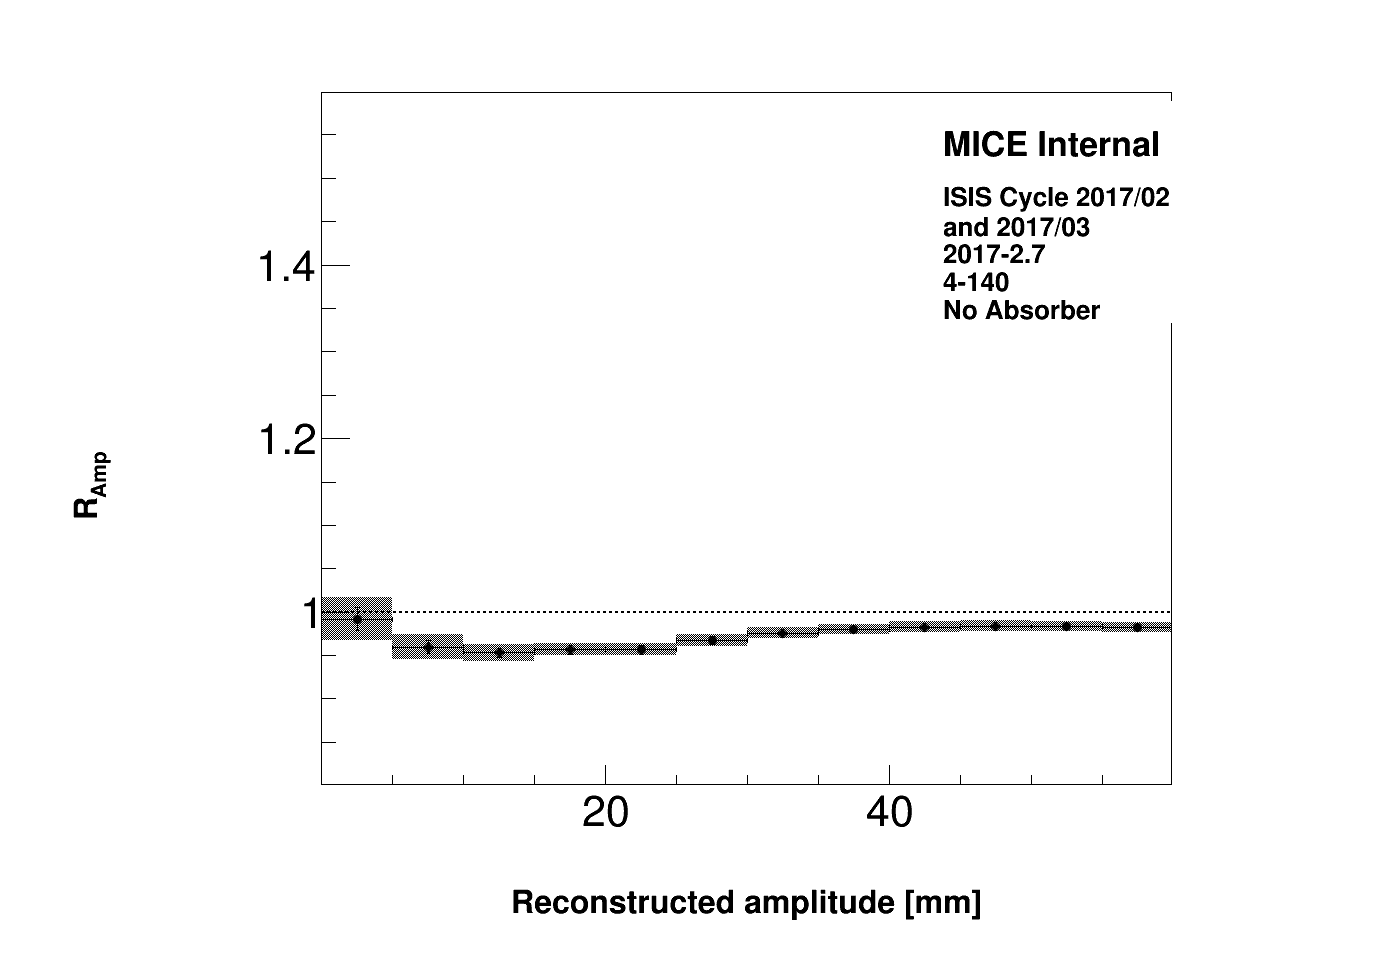 MICE Internal
ISIS Cycle 2017/02
and 2017/03
2017-2.7
4-140
No Absorber
1.4
1.2
1
R_Amp
20 40
Reconstructed amplitude [mm]